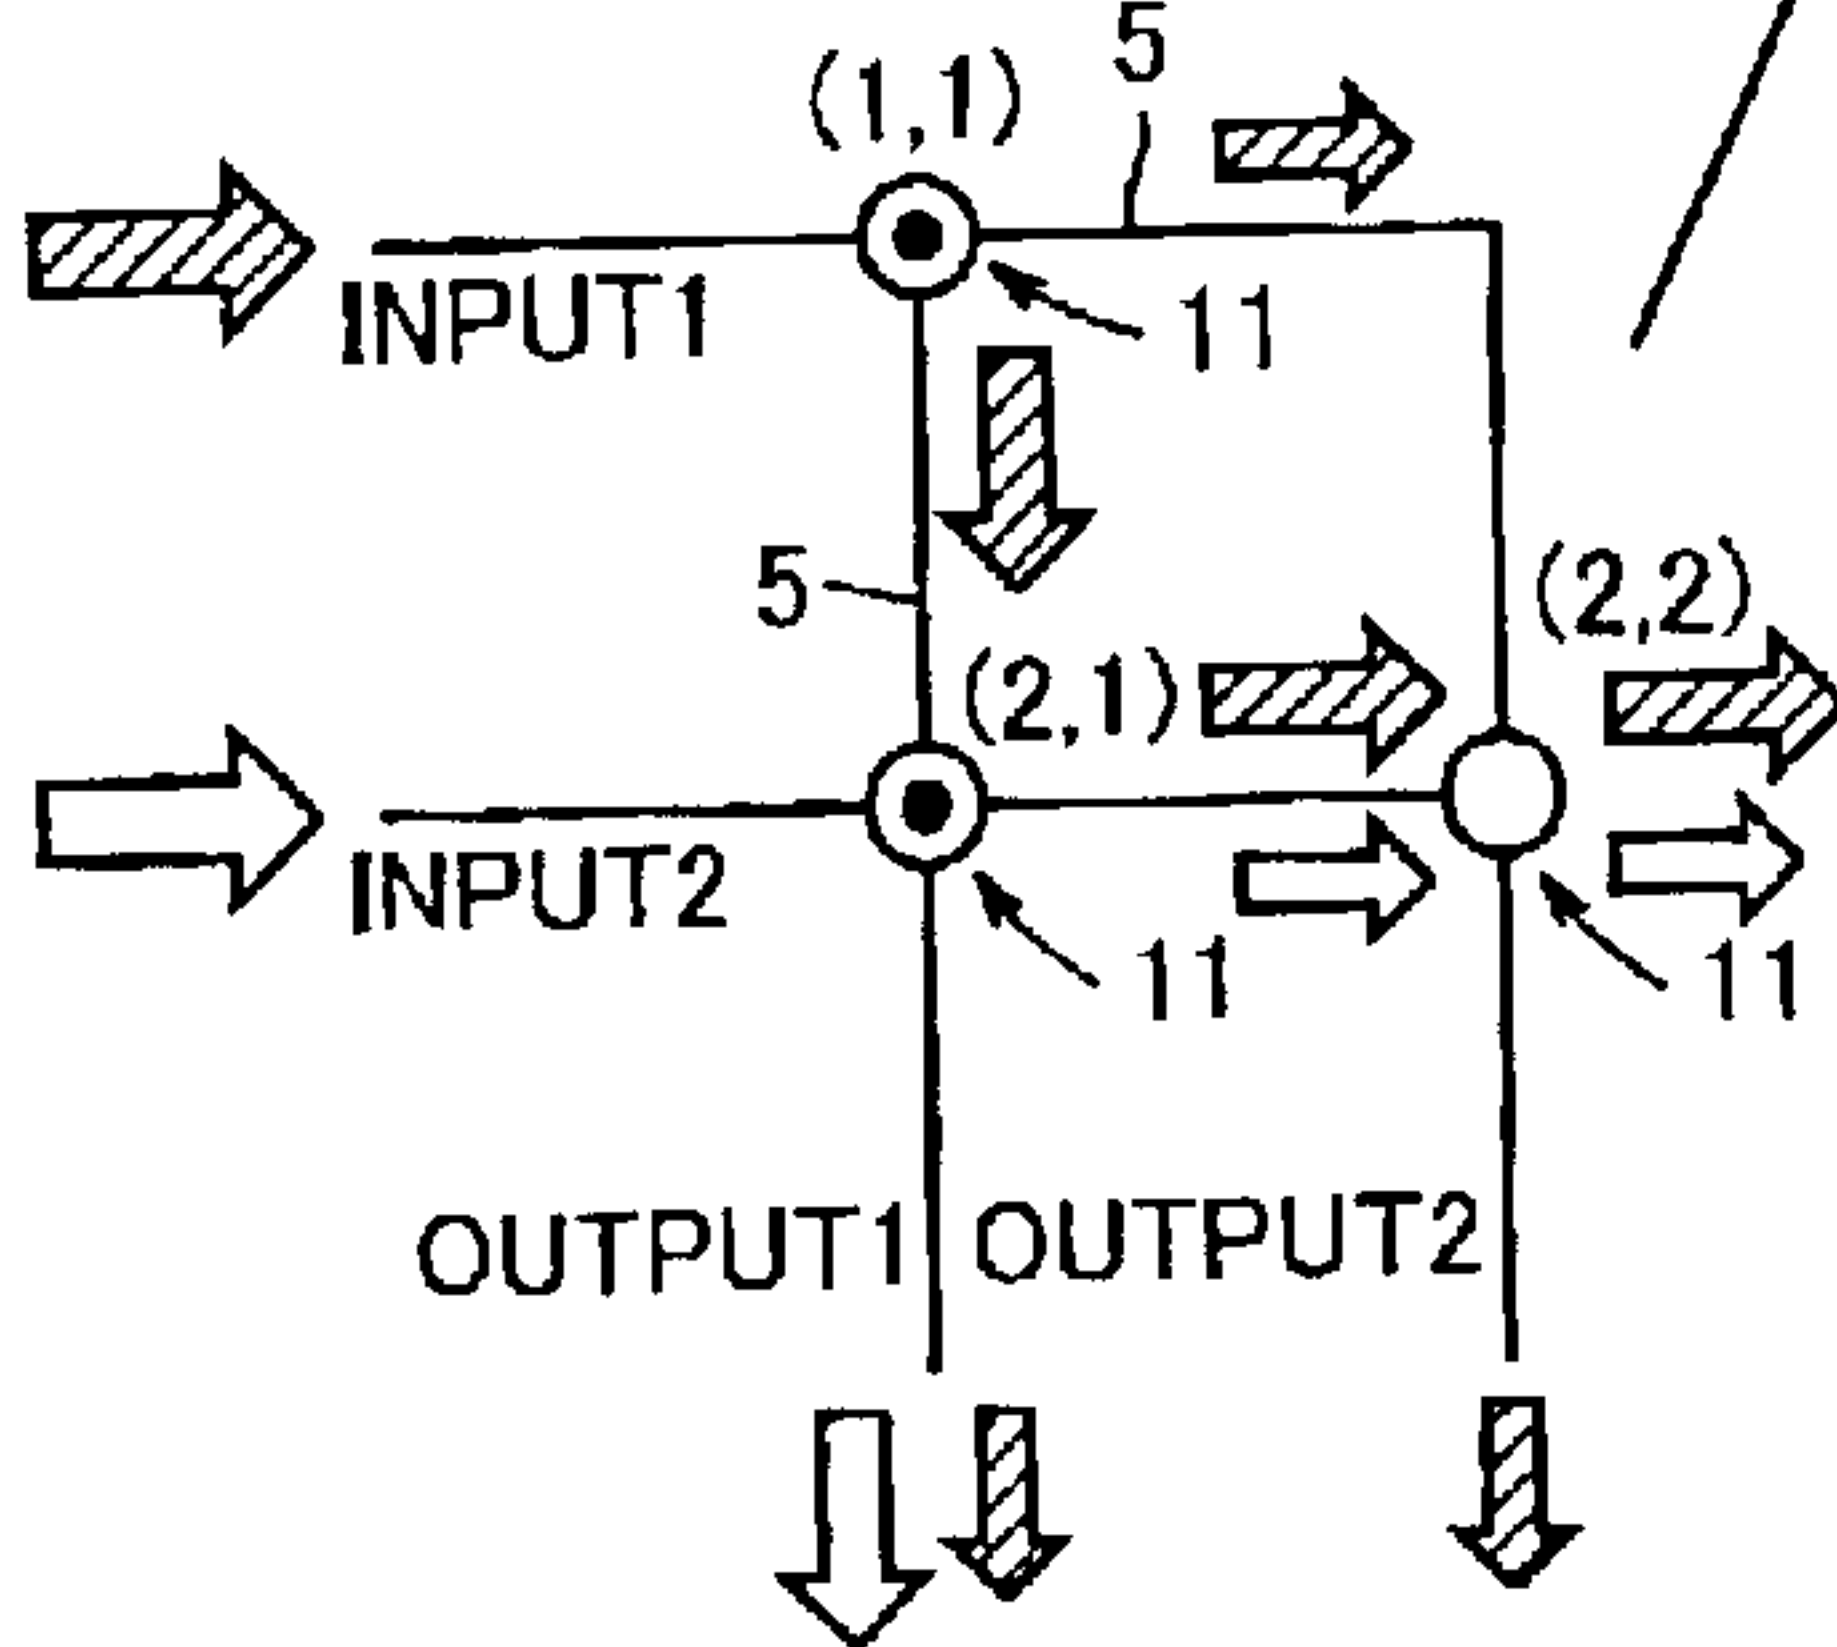 5
(1,1)
INPUT1
11
5
(2,2)
(2,1)
INPUT2
11
11
OUTPUT1
OUTPUT2